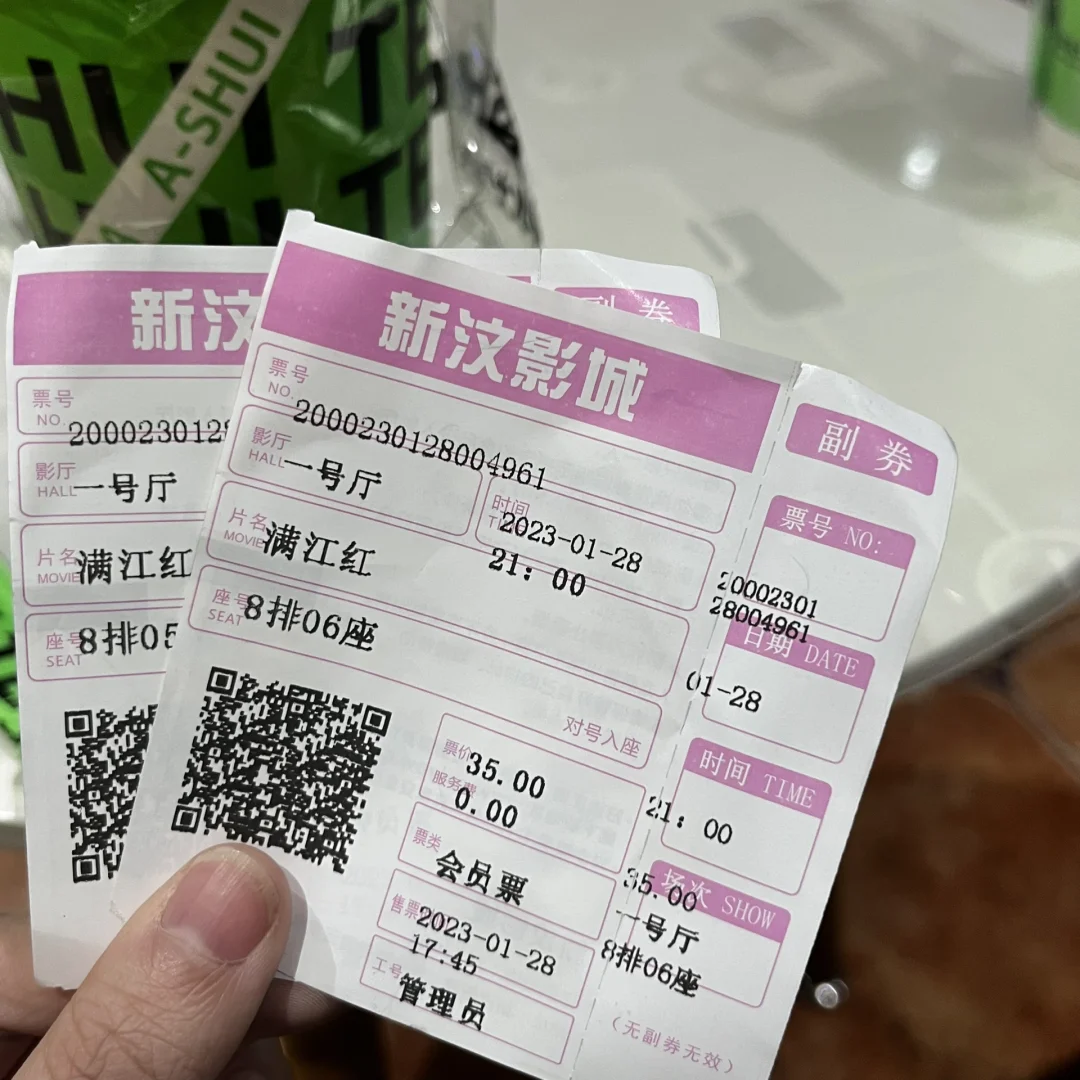 A-SHUI
HUI TE
HUI TE
新汶
副券
票号
NO.
2000230128
影厅
HALL
一号厅
片名
MOVIE
满江红
座号
SEAT
8排05
新汶影城
票号
NO.
2000230128004961
影厅
HALL
一号厅
时间
2023-01-28
21: 00
片名
MOVIE
满江红
座号
SEAT
8排06座
对号入座
票价
35.00
服务费
0.00
票类
会员票
售票
2023-01-28
17:45
工号
管理员
副券
票号 NO:
20002301
28004961
日期 DATE
01-28
时间 TIME
21: 00
场次 SHOW
35.00
一号厅
8排06座
(无副券无效)